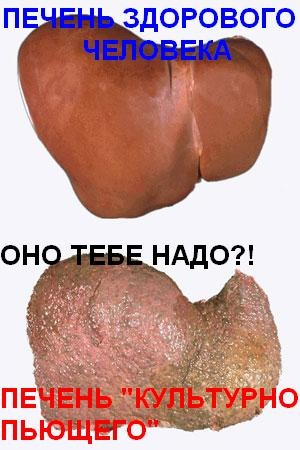 ПЕЧЕНЬ ЗДОРОВОГО
ЧЕЛОВЕКА
ОНО ТЕБЕ НАДО?!
ПЕЧЕНЬ "КУЛЬТУРНО
ПЬЮЩЕГО"